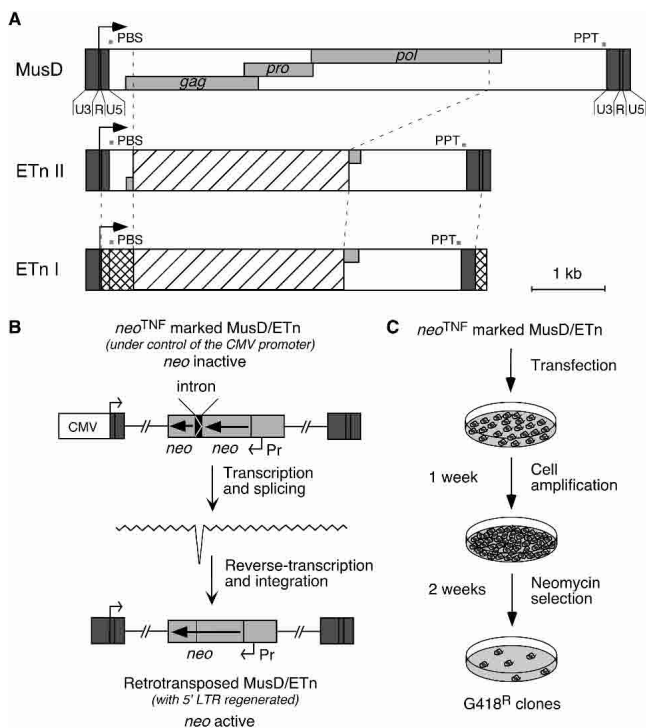 A
PBS
PPT
MusD
pol
pro
gag
U3 R U5
U3 R U5
PBS
PPT
ETn II
PBS
PPT
ETn I
1 kb
B
neoTNF marked MusD/ETn
(under control of the CMV promoter)
neo inactive
intron
CMV
neo
neo
Pr
Transcription
and splicing
Reverse-transcription
and integration
neo
Pr
Retrotransposed MusD/ETn
(with 5' LTR regenerated)
neo active
C
neoTNF marked MusD/ETn
Transfection
1 week
Cell
amplification
2 weeks
Neomycin
selection
G418R clones